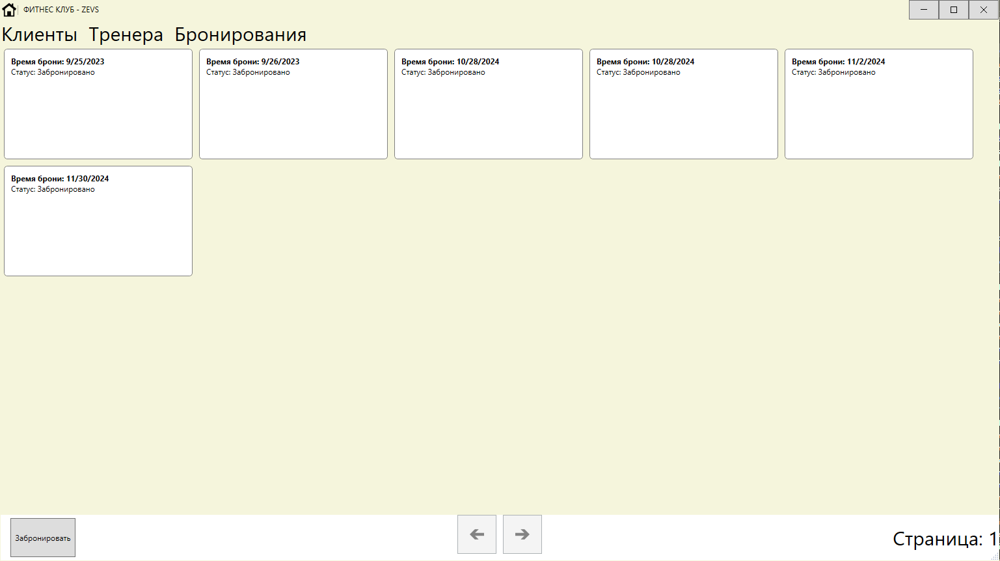 ФИТНЕС КЛУБ - ZEVS
Клиенты Тренера Бронирования
Время брони: 9/25/2023
Статус: Забронировано
Время брони: 9/26/2023
Статус: Забронировано
Время брони: 10/28/2024
Статус: Забронировано
Время брони: 10/28/2024
Статус: Забронировано
Время брони: 11/2/2024
Статус: Забронировано
Время брони: 11/30/2024
Статус: Забронировано
Забронировать
Страница: 1